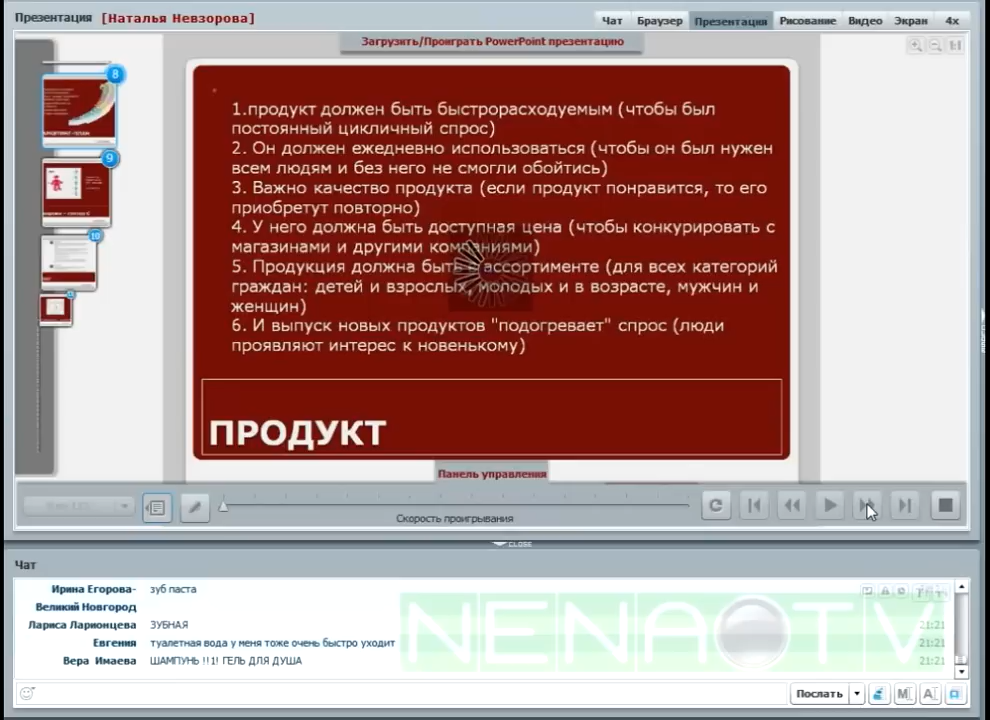 Презентация [Наталья Невзорова]
Чат Браузер Презентация Рисование Видео Экран 4x
Загрузить/Проиграть PowerPoint презентацию
8
9
10
1.продукт должен быть быстрорасходуемым (чтобы был
постоянный цикличный спрос)
2. Он должен ежедневно использоваться (чтобы он был нужен
всем людям и без него не смогли обойтись)
3. Важно качество продукта (если продукт понравится, то его
приобретут повторно)
4. У него должна быть доступная цена (чтобы конкурировать с
магазинами и другими компаниями)
5. Продукция должна быть в ассортименте (для всех категорий
граждан: детей и взрослых, молодых и в возрасте, мужчин и
женщин)
6. И выпуск новых продуктов "подогревает" спрос (люди
проявляют интерес к новенькому)
ПРОДУКТ
Панель управления
Скорость проигрывания
CLOSE
Чат
Ирина Егорова- зуб паста
Великий Новгород
Лариса Ларионцева ЗУБНАЯ 21:21
Евгения туалетная вода у меня тоже очень быстро уходит 21:21
Вера Имаева ШАМПУНЬ !!1! ГЕЛЬ ДЛЯ ДУША 21:21
NENAOTV
Послать